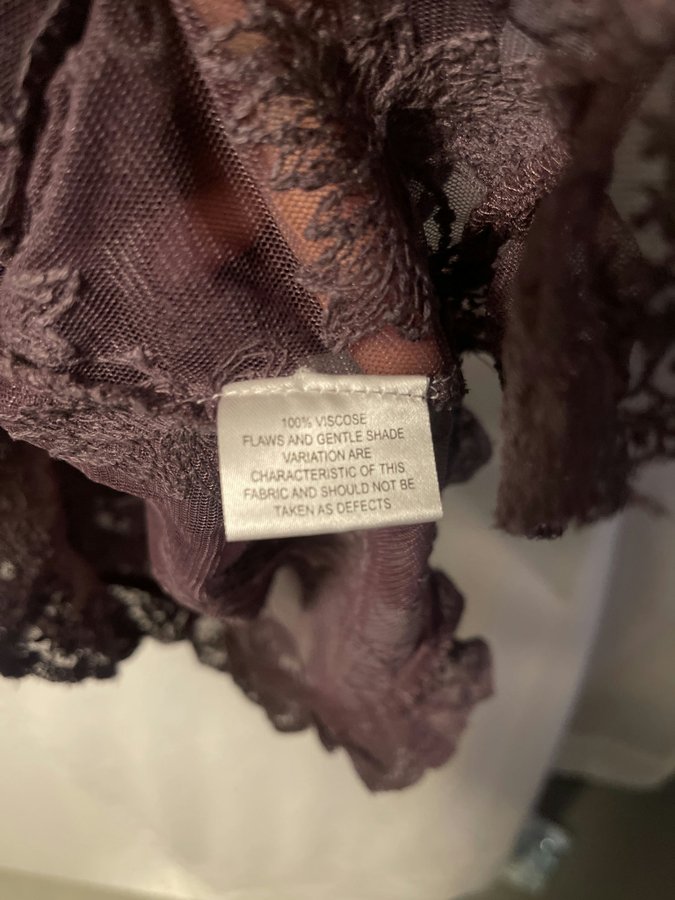 100% VISCOSE
FLAWS AND GENTLE SHADE
VARIATION ARE
CHARACTERISTIC OF THIS
FABRIC AND SHOULD NOT BE
TAKEN AS DEFECTS